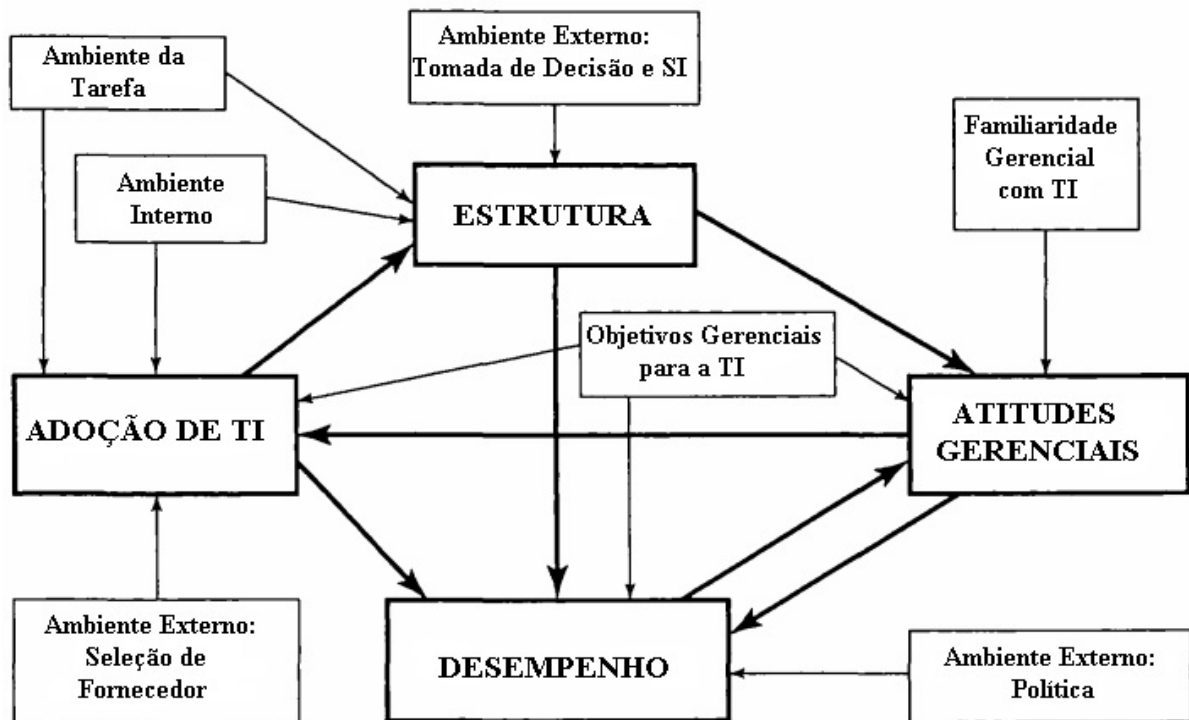 Ambiente da
Tarefa
Ambiente Externo:
Tomada de Decisão e SI
Familiaridade
Gerencial
com TI
Ambiente
Interno
ESTRUTURA
Objetivos Gerenciais
para a TI
ADOÇÃO DE TI
ATITUDES
GERENCIAIS
Ambiente Externo:
Seleção de
Fornecedor
DESEMPENHO
Ambiente Externo:
Política